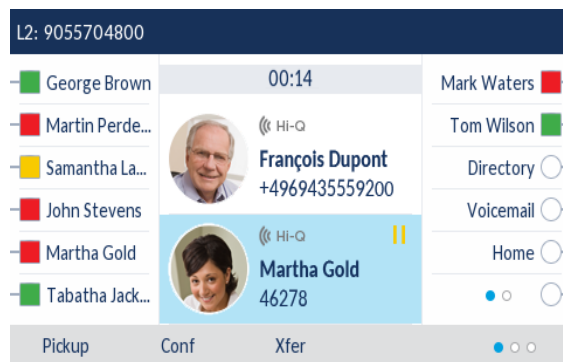 L2: 9055704800
George Brown
Martin Perde...
Samantha La...
John Stevens
Martha Gold
Tabatha Jack...
00:14
Hi-Q
François Dupont
+4969435559200
Hi-Q
Martha Gold
46278
Mark Waters
Tom Wilson
Directory
Voicemail
Home
Pickup Conf Xfer